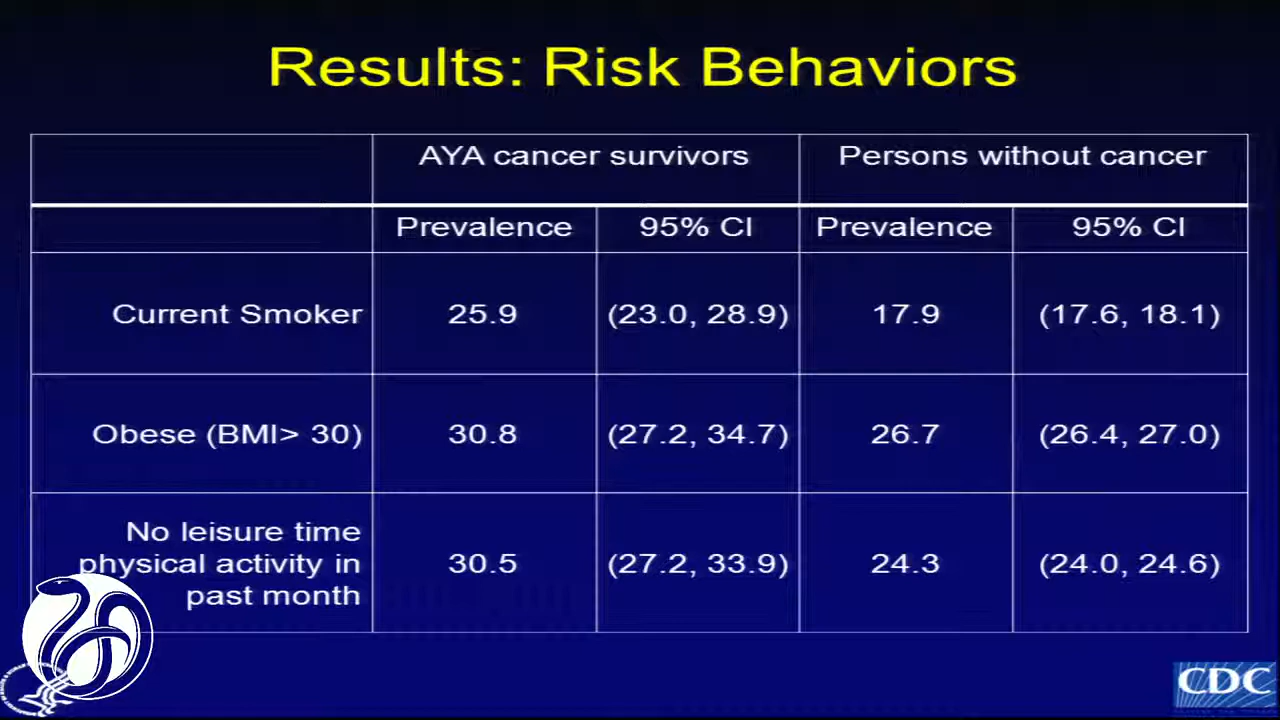 Results: Risk Behaviors
AYA cancer survivors Persons without cancer
Prevalence 95% CI Prevalence 95% CI
Current Smoker 25.9 (23.0, 28.9) 17.9 (17.6, 18.1)
Obese (BMI> 30) 30.8 (27.2, 34.7) 26.7 (26.4, 27.0)
No leisure time
physical activity in
past month
30.5 (27.2, 33.9) 24.3 (24.0, 24.6)
CDC